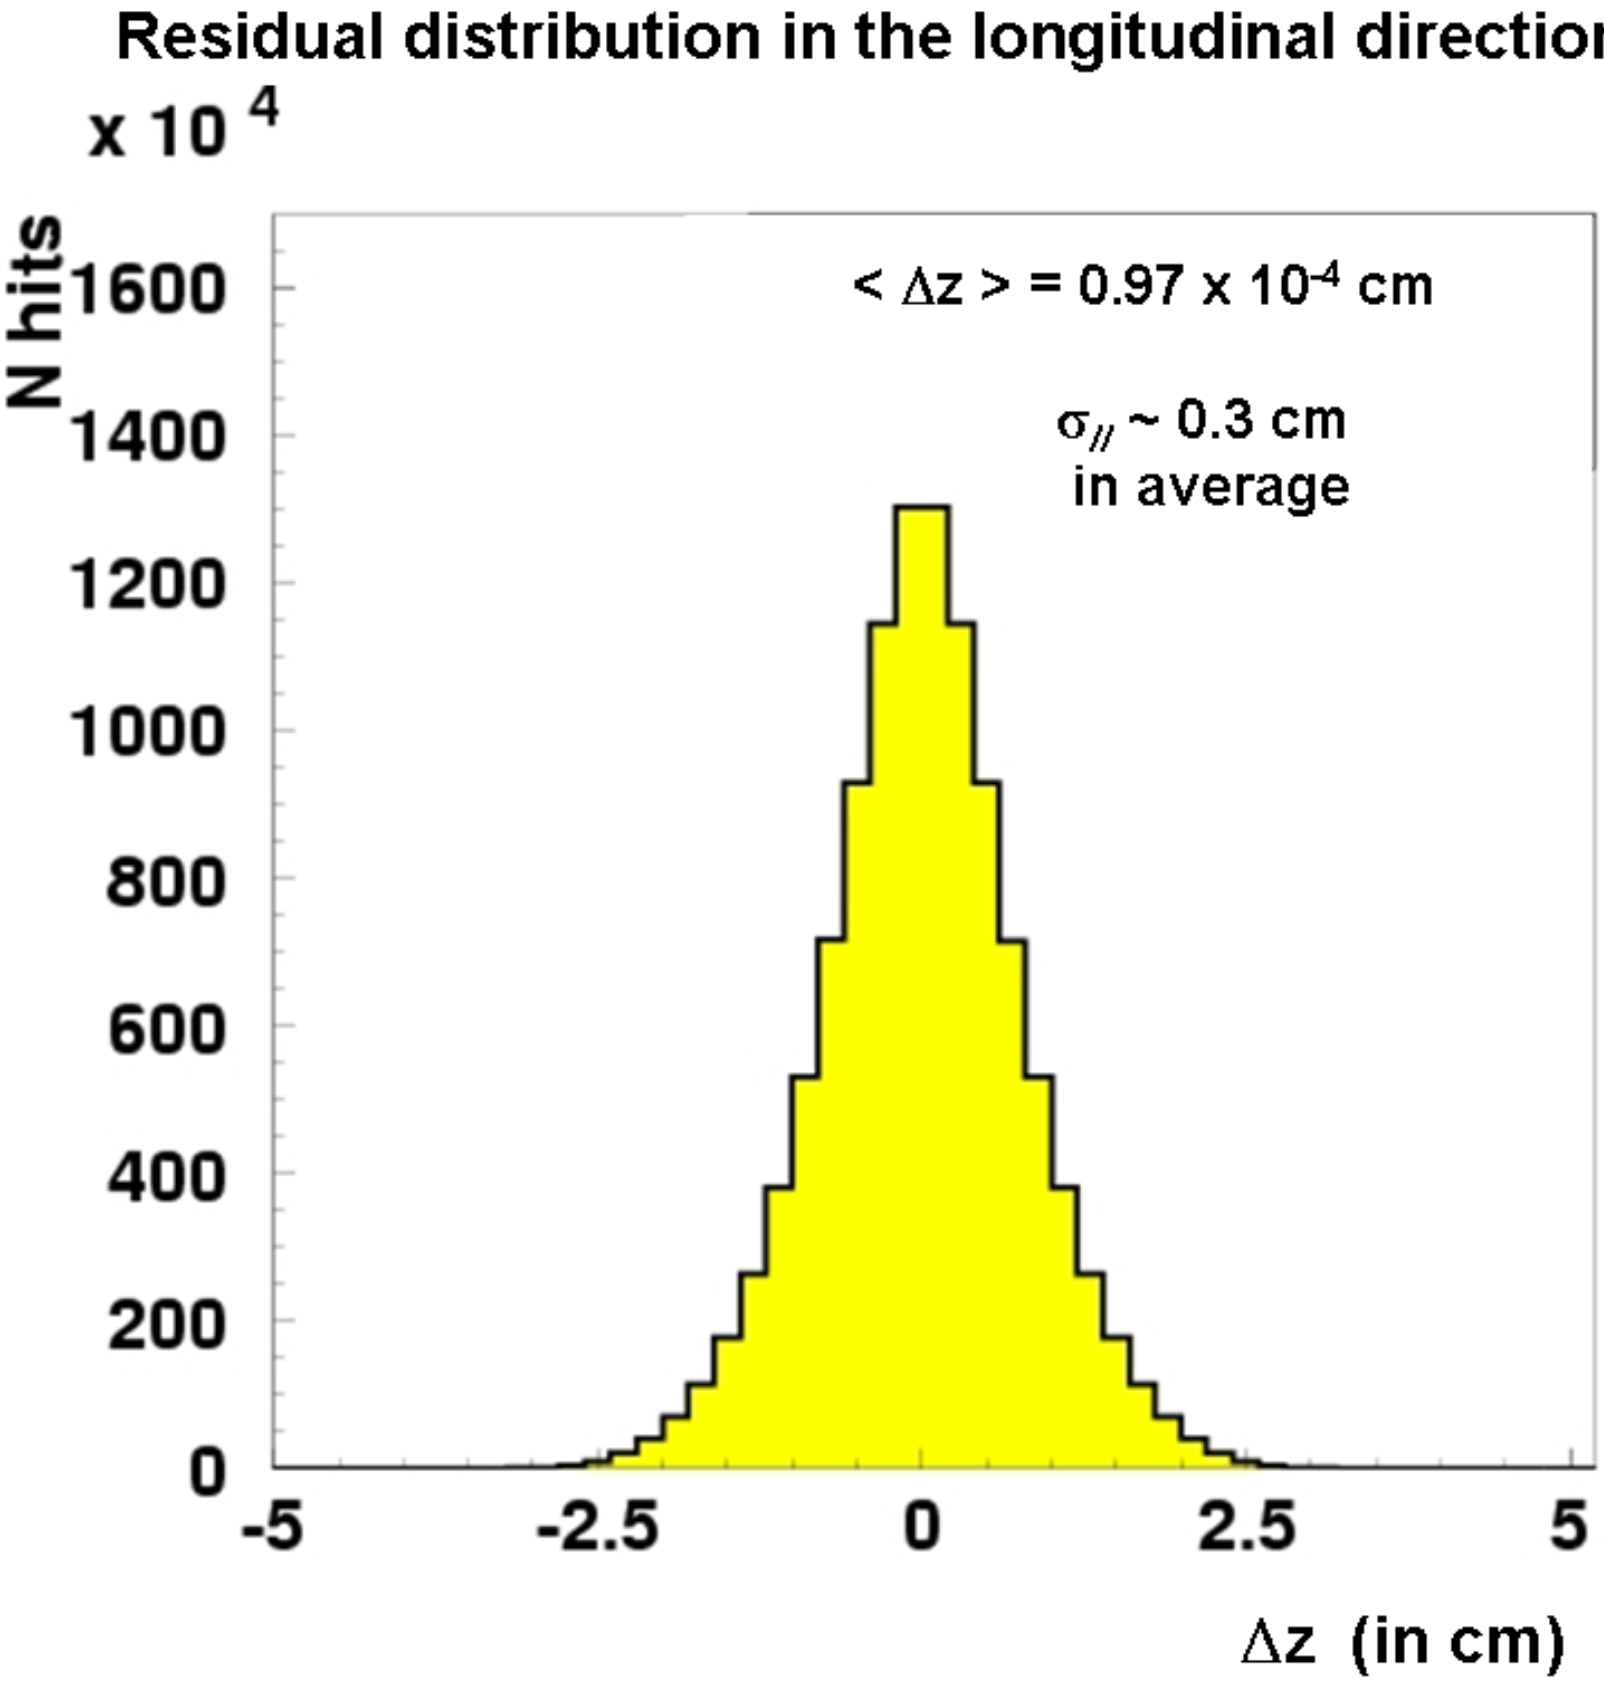 Residual distribution in the longitudinal direction
x 10 4
N hits
1600
1400
1200
1000
800
600
400
200
0
< Δz > = 0.97 x 10-4 cm
σ// ~ 0.3 cm
in average
-5 -2.5 0 2.5 5
Δz (in cm)